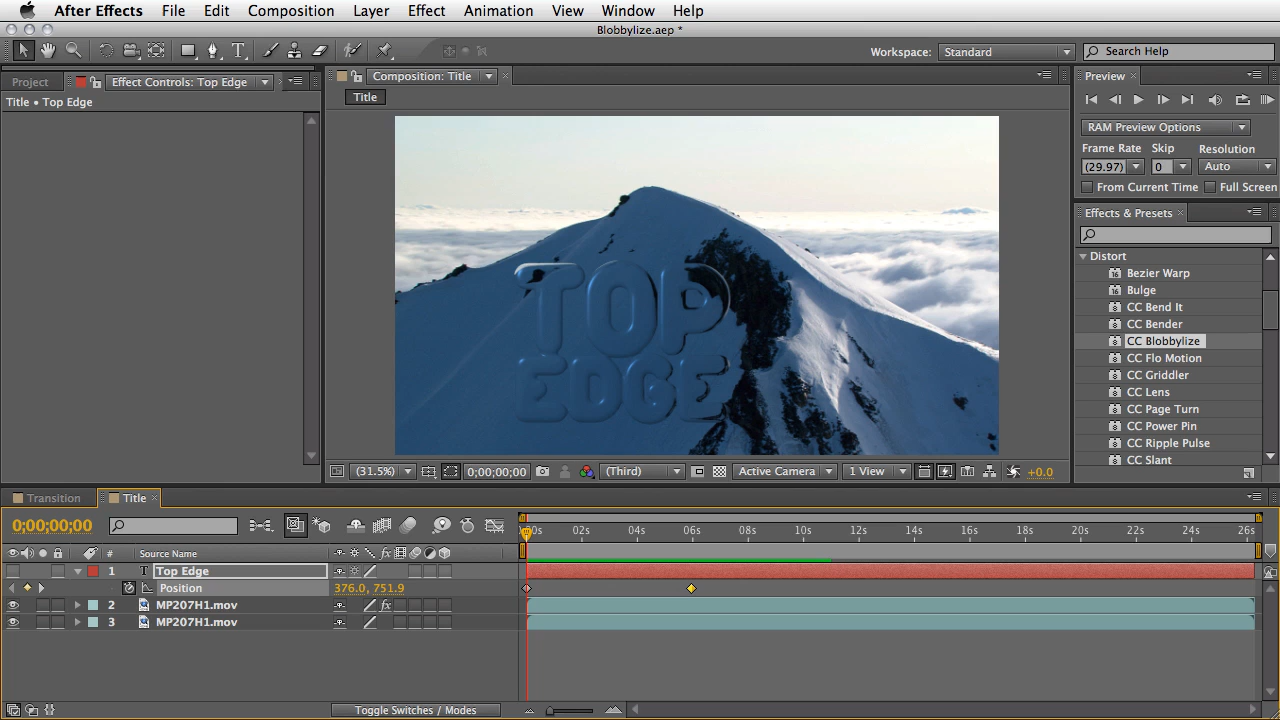 After Effects File Edit Composition Layer Effect Animation View Window Help
Blobbylize.aep *
Workspace: Standard Search Help
Project Effect Controls: Top Edge Composition: Title Preview
Title • Top Edge
Title
RAM Preview Options
Frame Rate Skip Resolution
(29.97) 0 Auto
From Current Time Full Screen
Effects & Presets
Distort
Bezier Warp
Bulge
CC Bend It
CC Bender
CC Blobbylize
CC Flo Motion
CC Griddler
CC Lens
CC Page Turn
CC Power Pin
CC Ripple Pulse
CC Slant
TOP
EDGE
(31.5%) 0;00;00;00 (Third) Active Camera 1 View +0.0
Transition Title
0;00;00;00 00s 02s 04s 06s 08s 10s 12s 14s 16s 18s 20s 22s 24s 26s
# Source Name
1 T Top Edge
Position 376.0, 751.9
2 MP207H1.mov fx
3 MP207H1.mov
Toggle Switches / Modes